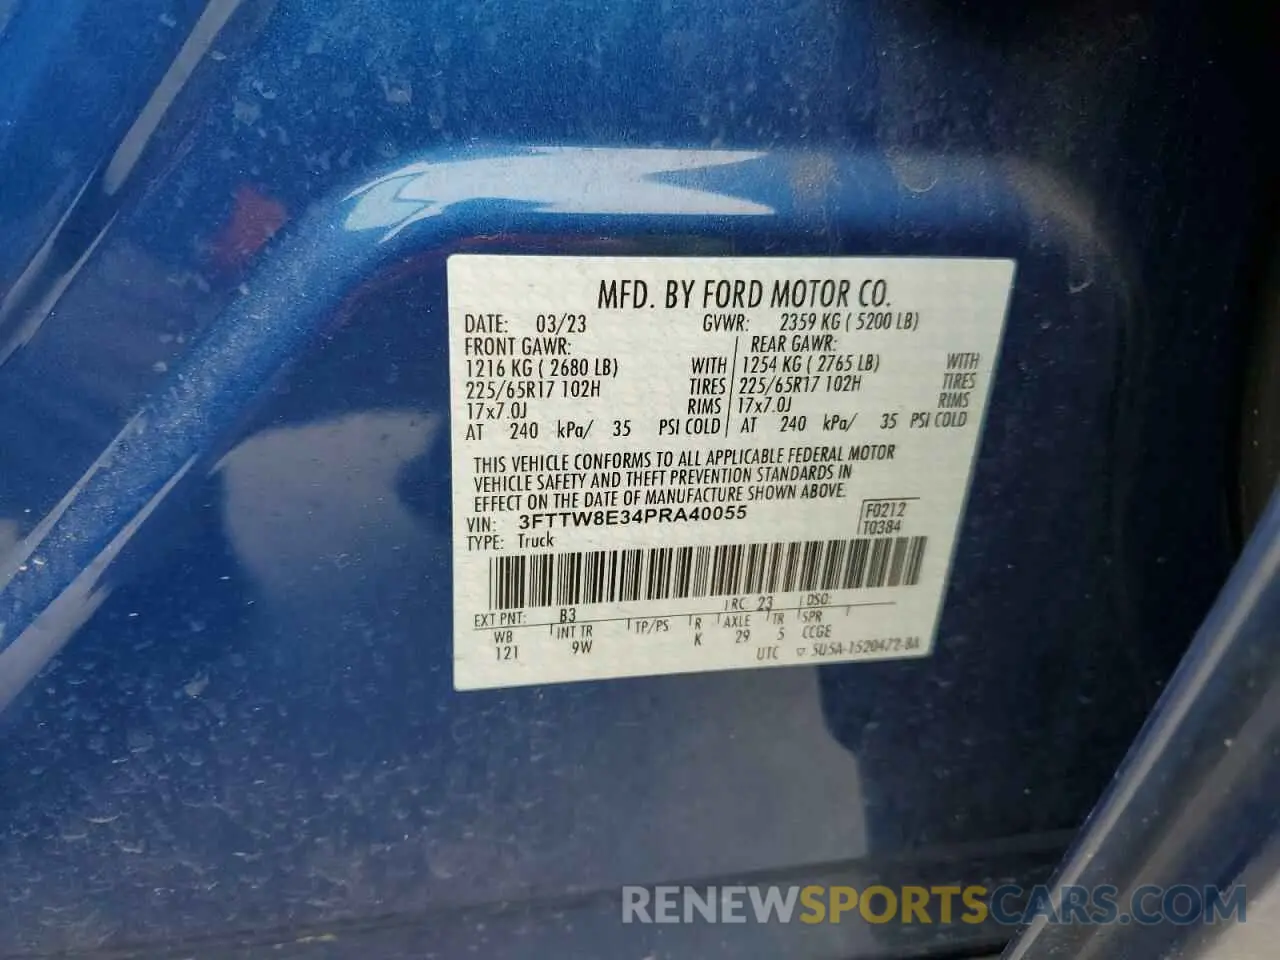 MFD. BY FORD MOTOR CO.
DATE: 03/23 GVWR: 2359 KG ( 5200 LB)
FRONT GAWR: REAR GAWR:
1216 KG ( 2680 LB) WITH 1254 KG ( 2765 LB) WITH
225/65R17 102H TIRES 225/65R17 102H TIRES
17x7.0J RIMS 17x7.0J RIMS
AT 240 kPa/ 35 PSI COLD AT 240 kPa/ 35 PSI COLD
THIS VEHICLE CONFORMS TO ALL APPLICABLE FEDERAL MOTOR
VEHICLE SAFETY AND THEFT PREVENTION STANDARDS IN
EFFECT ON THE DATE OF MANUFACTURE SHOWN ABOVE.
VIN: 3FTTW8E34PRA40055 F0212
TYPE: Truck T0384
EXT PNT: B3 RC: 23 DSO:
WB INT TR TP/PS R AXLE TR SPR
121 9W K 29 5 CCGE
UTC ▽ 5U5A-1520472-BA
RENEWSPORTSCARS.COM